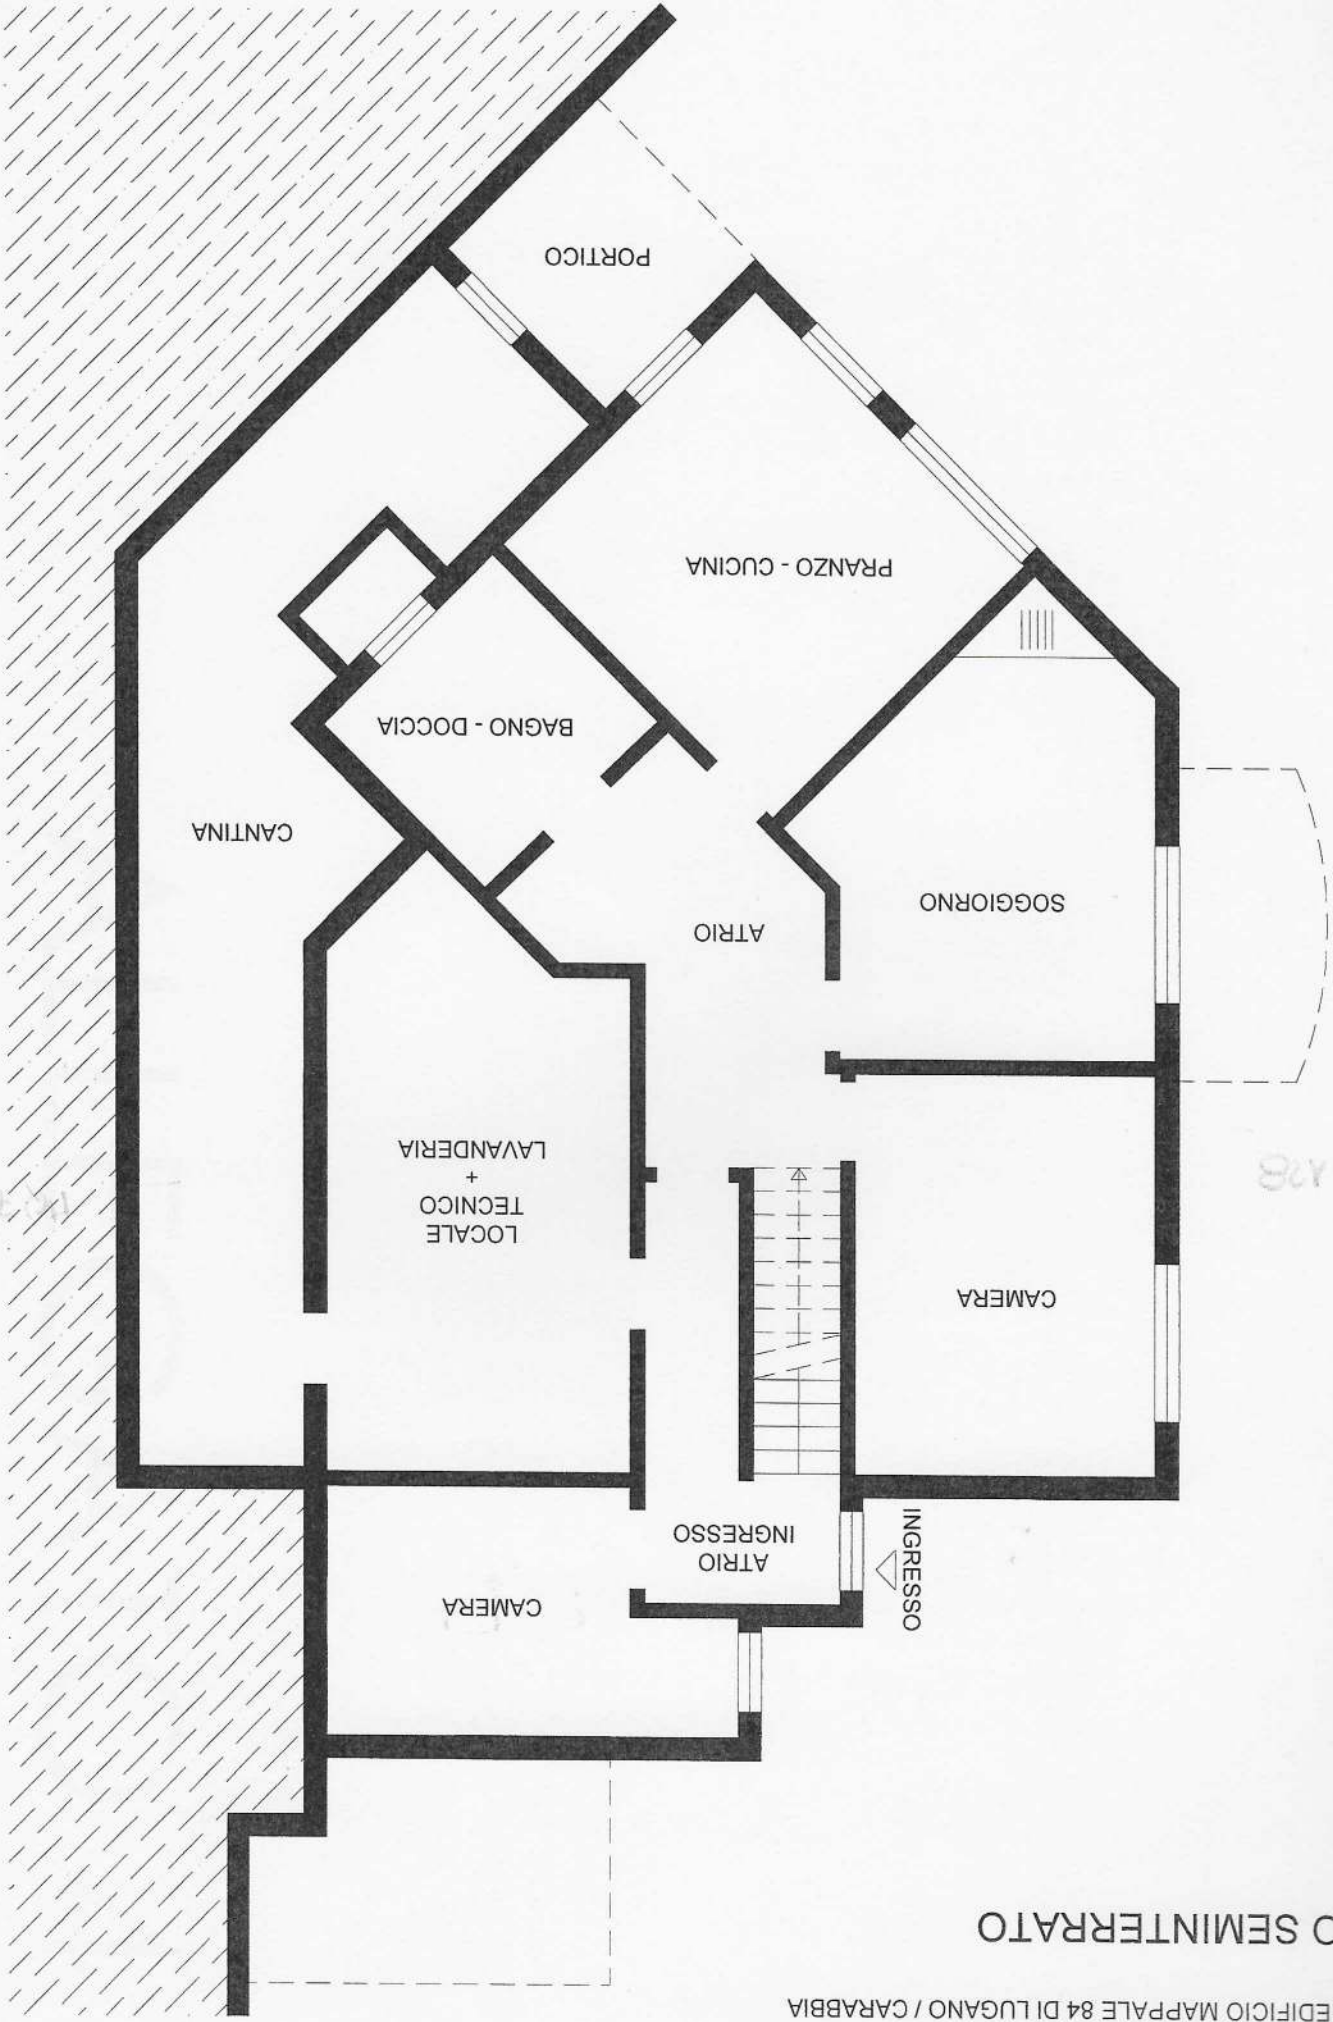 EDIFICIO MAPPALE 84 DI LUGANO / CARABBIA
SEMINTERRATO
CAMERA
ATRIO
INGRESSO
INGRESSO
CAMERA
LOCALE
TECNICO
+
LAVANDERIA
SOGGIORNO
ATRIO
CANTINA
BAGNO - DOCCIA
PRANZO - CUCINA
PORTICO